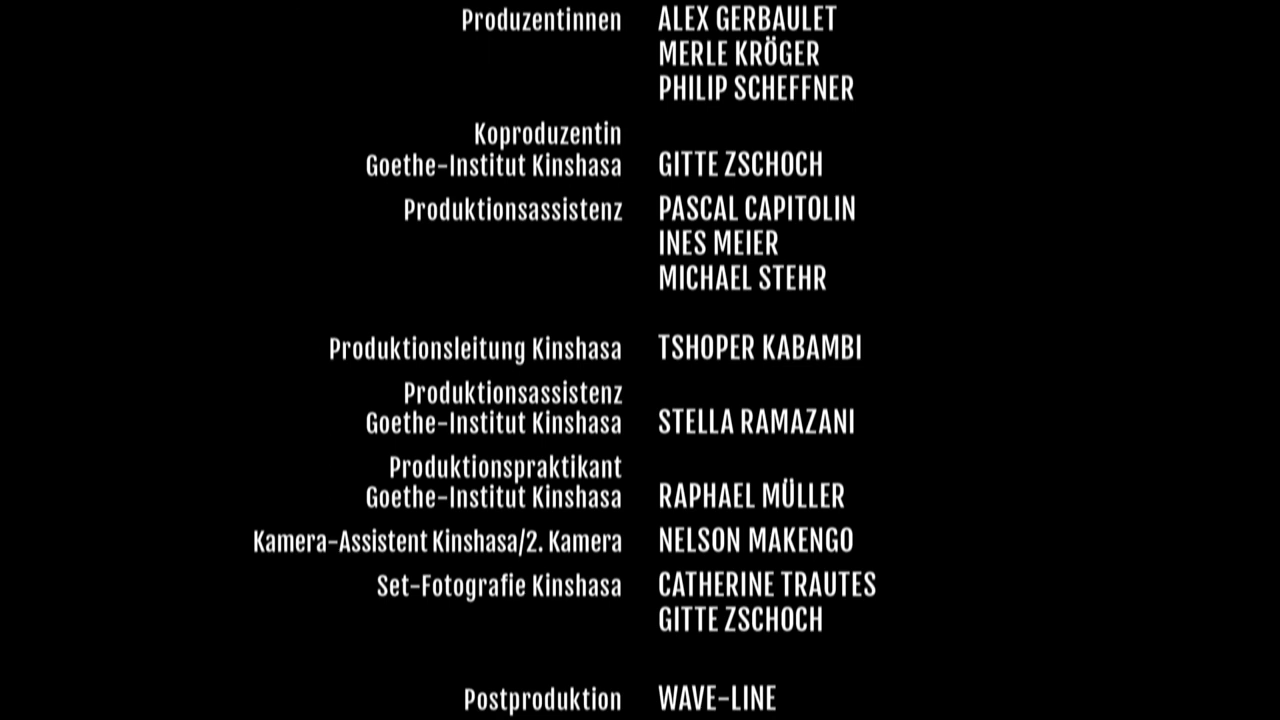 Produzentinnen ALEX GERBAULET
MERLE KRÖGER
PHILIP SCHEFFNER
Koproduzentin
Goethe-Institut Kinshasa GITTE ZSCHOCH
Produktionsassistenz PASCAL CAPITOLIN
INES MEIER
MICHAEL STEHR
Produktionsleitung Kinshasa TSHOPER KABAMBI
Produktionsassistenz
Goethe-Institut Kinshasa STELLA RAMAZANI
Produktionspraktikant
Goethe-Institut Kinshasa RAPHAEL MÜLLER
Kamera-Assistent Kinshasa/2. Kamera NELSON MAKENGO
Set-Fotografie Kinshasa CATHERINE TRAUTES
GITTE ZSCHOCH
Postproduktion WAVE-LINE